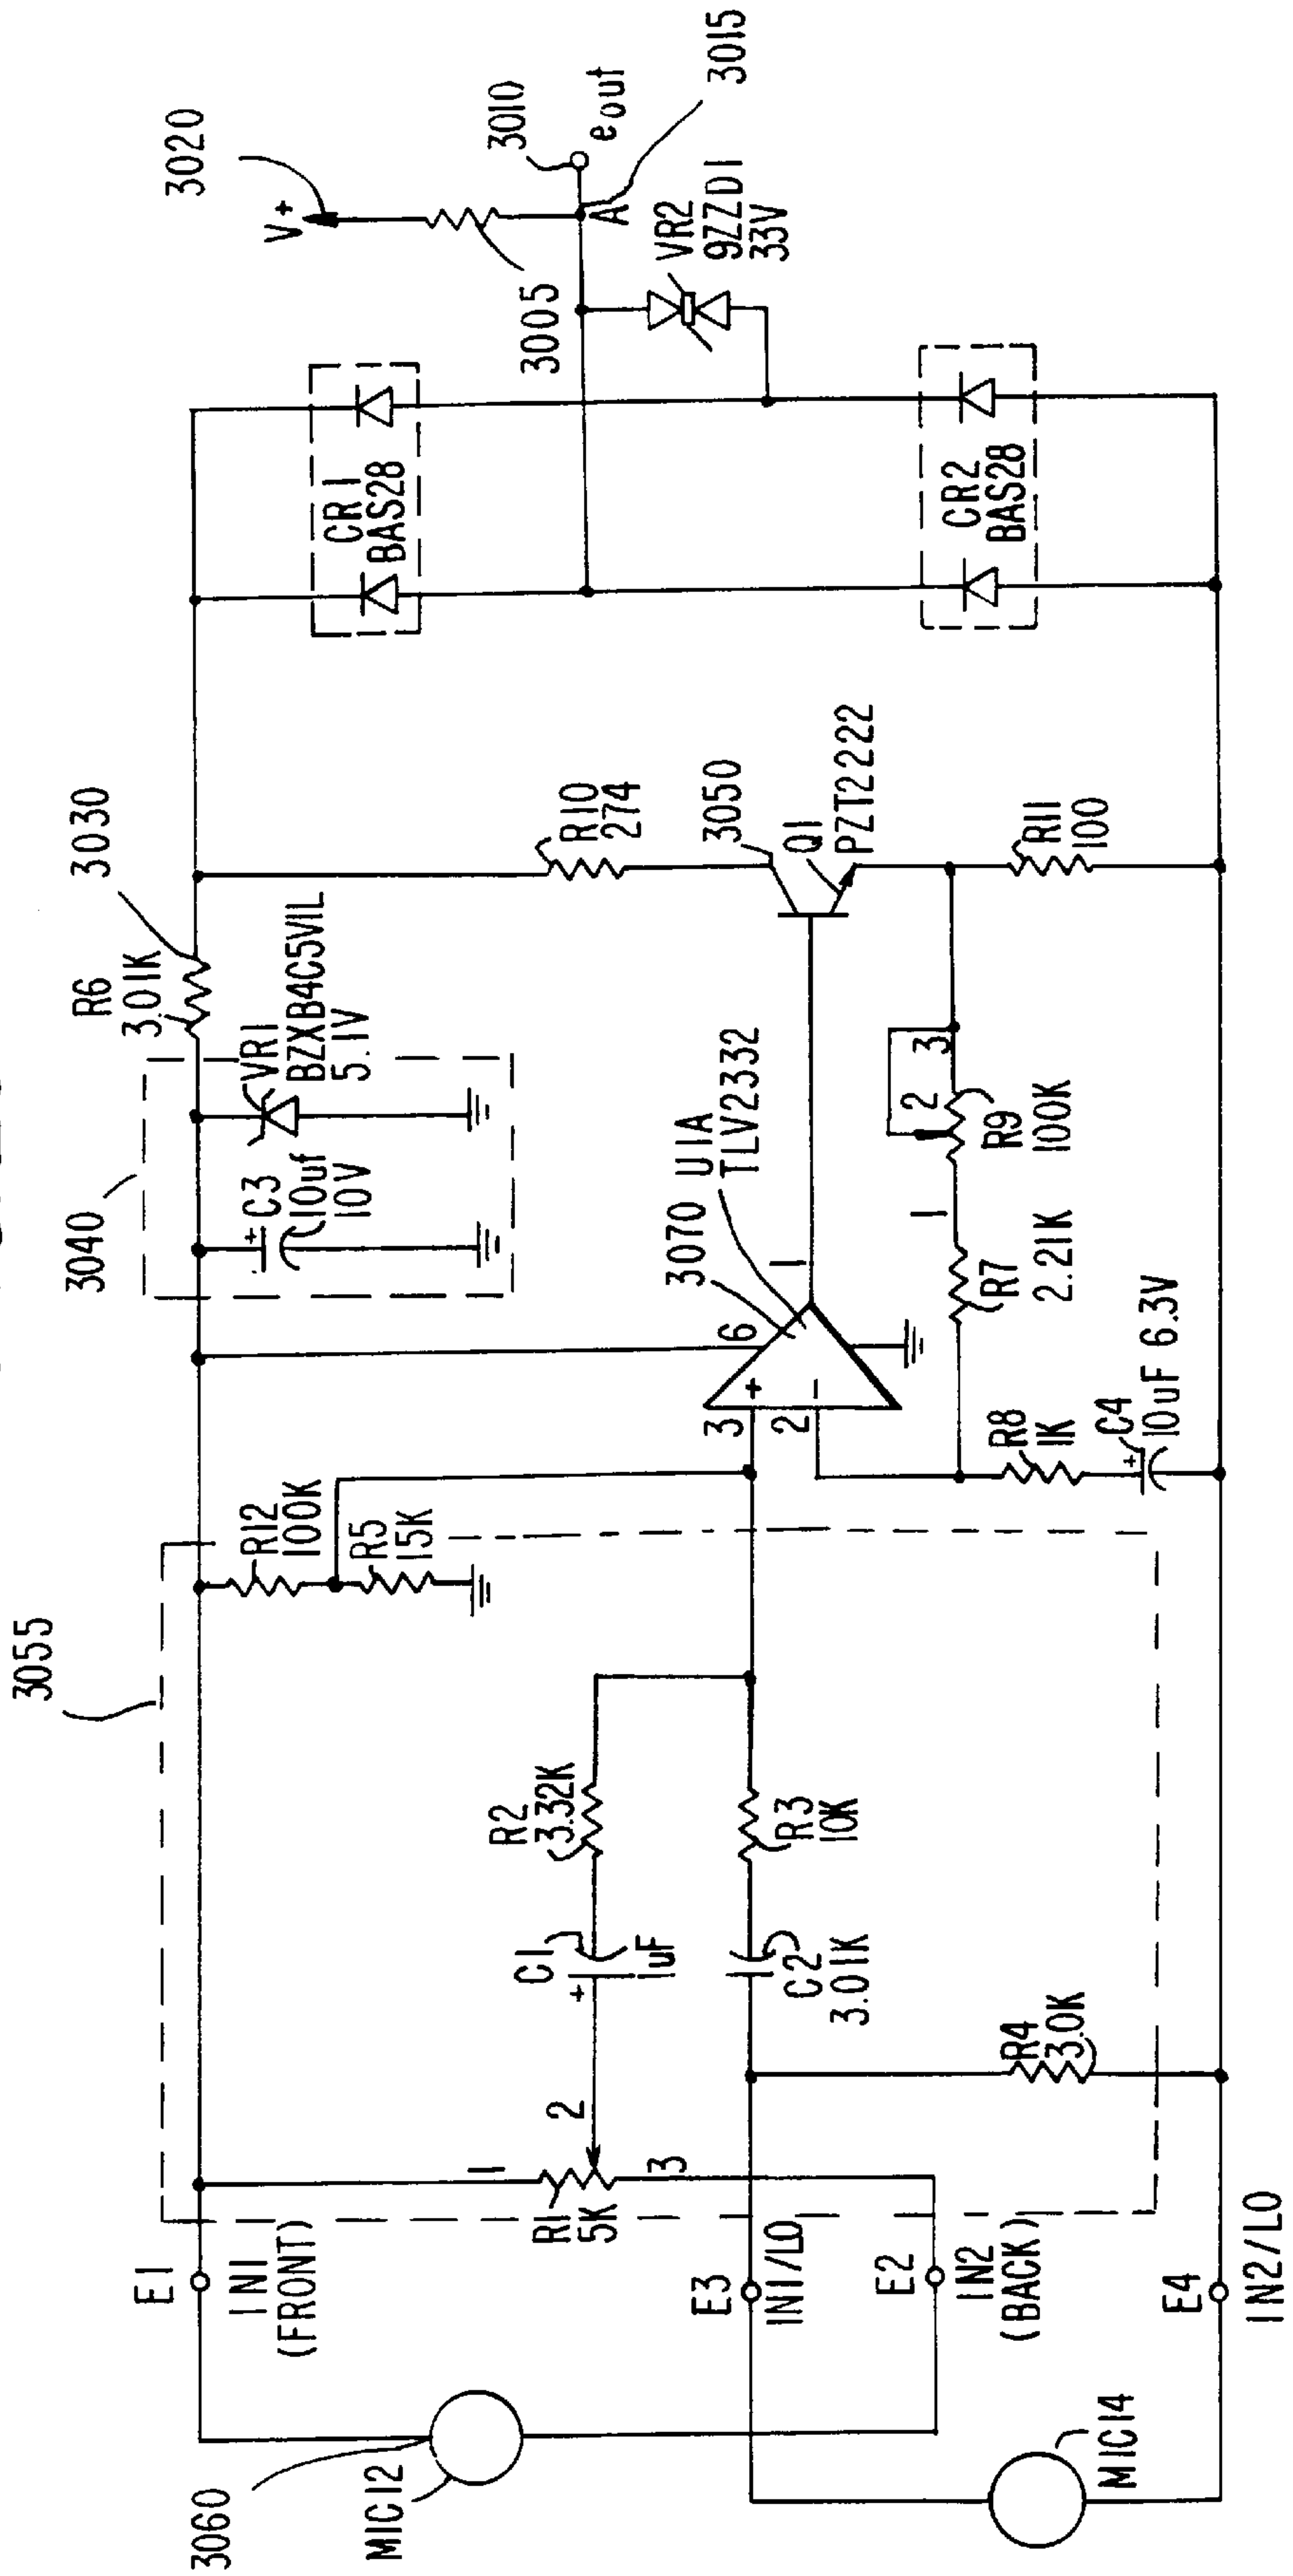 3055
3040
3030
3020
R6
3.01K
VR1
BZXB4C5V1L
5.1V
C3
+
10uf
10V
R12
100K
R5
15K
E1
IN1
(FRONT)
3060
MIC12
R1
5K
1
2
3
C1
+
1uF
R2
3.32K
E3
IN1/LO
C2
3.01K
R3
10K
E2
IN2
(BACK)
R4
3.0K
MIC14
E4
IN2/LO
3
2
+
-
6
1
3070
U1A
TLV2332
R8
1K
C4
+
10uF 6.3V
R7
2.21K
1
2
3
R9
100K
R10
274
3050
Q1
PZT2222
R11
100
CR1
BAS28
CR2
BAS28
V+
3005
3010
eout
A
3015
VR2
9ZZD1
33V